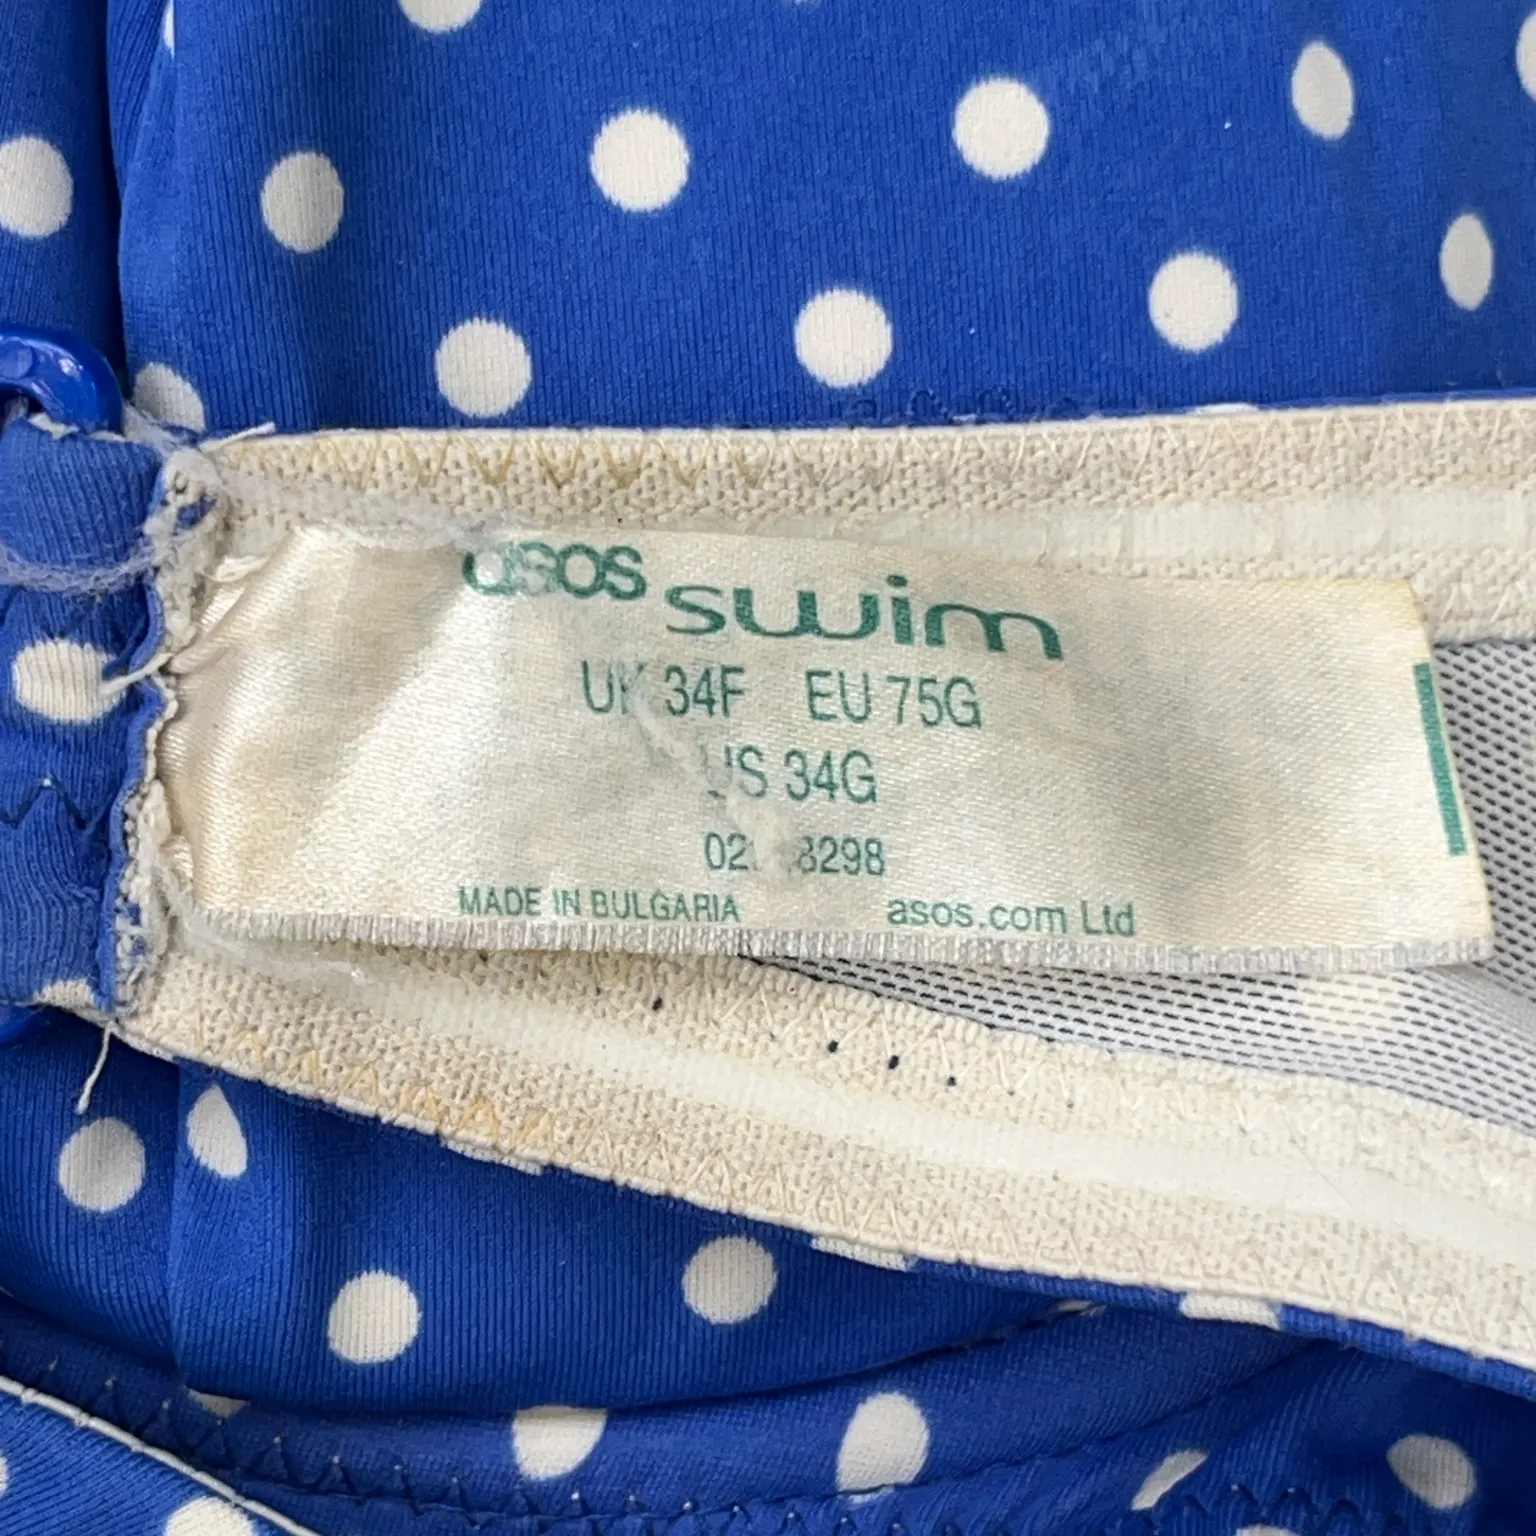 asos swim
UK 34F EU 75G
US 34G
MADE IN BULGARIA asos.com Ltd